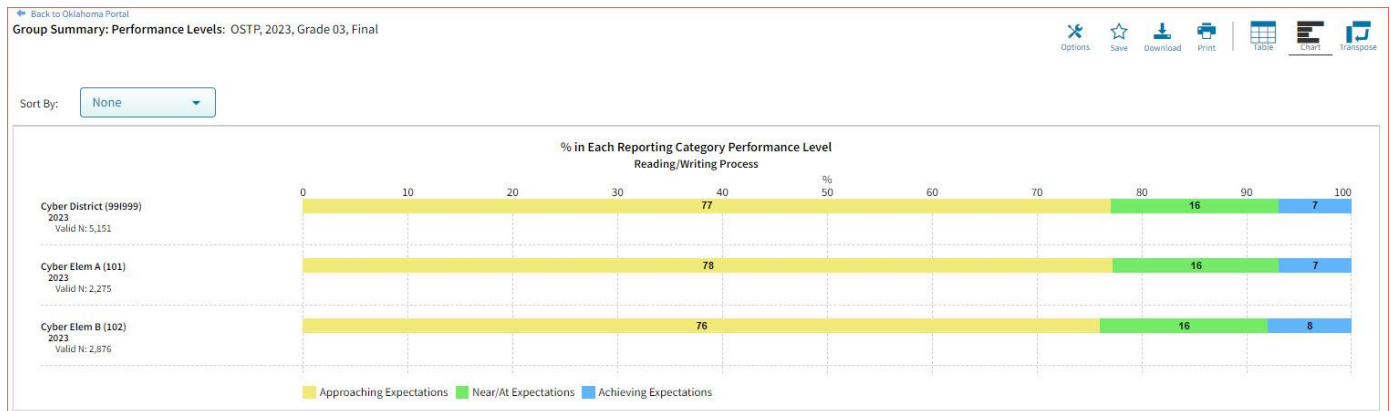 Back to Oklahoma Portal
Group Summary: Performance Levels: OSTP, 2023, Grade 03, Final
Options Save Download Print Table Chart Transpose
Sort By: None
% in Each Reporting Category Performance Level
Reading/Writing Process
%
0 10 20 30 40 50 60 70 80 90 100
Cyber District (99I999) 77 16 7
2023
Valid N: 5,151
Cyber Elem A (101) 78 16 7
2023
Valid N: 2,275
Cyber Elem B (102) 76 16 8
2023
Valid N: 2,876
Approaching Expectations Near/At Expectations Achieving Expectations